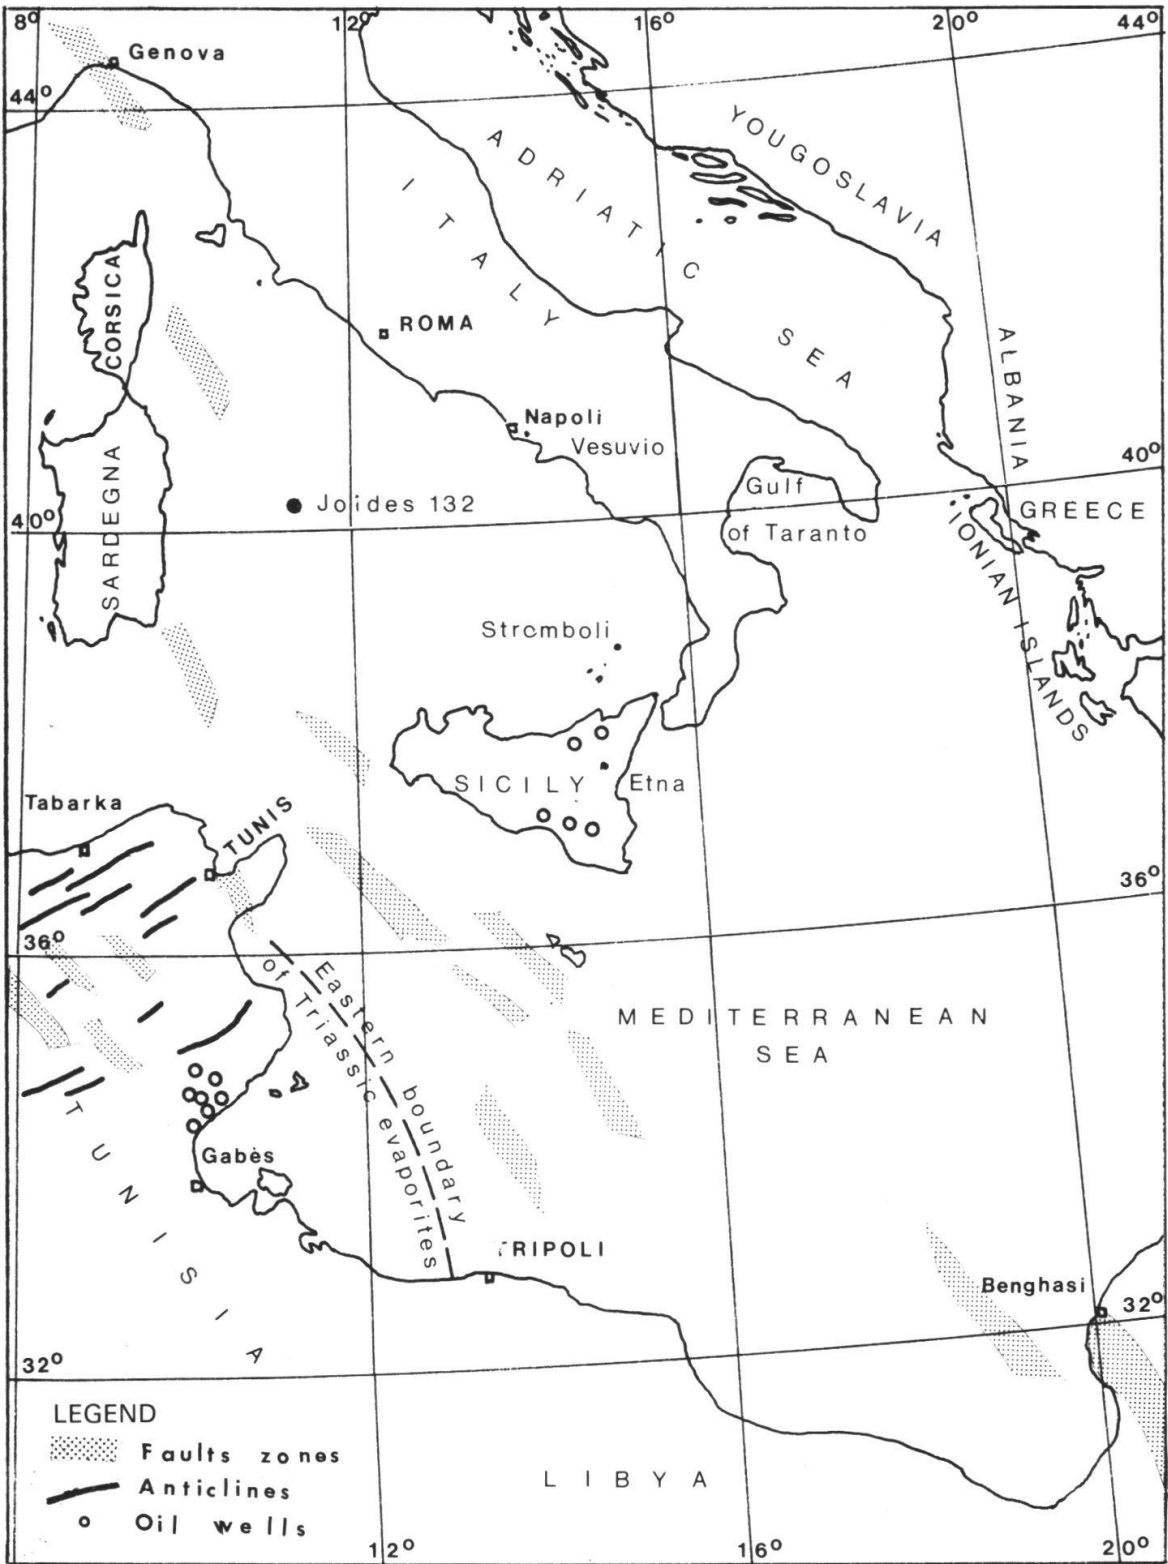 8° 12° 16° 20° 44°
Genova
44°
YOUGOSLAVIA
ADRIATIC
SEA
ITALY
CORSICA
ROMA
ALBANIA
Napoli
Vesuvio
40°
SARDEGNA
Gulf
of Taranto
Joides 132
GREECE
40°
IONIAN ISLANDS
Strcmboli
SICILY
Etna
Tabarka
TUNIS
36°
36°
Eastern boundary
of Triassic evaporites
MEDITERRANEAN
SEA
TUNISIA
Gabès
TRIPOLI
Benghasi
32°
32°
LEGEND
Faults zones
Anticlines
Oil wells
LIBYA
12° 16° 20°